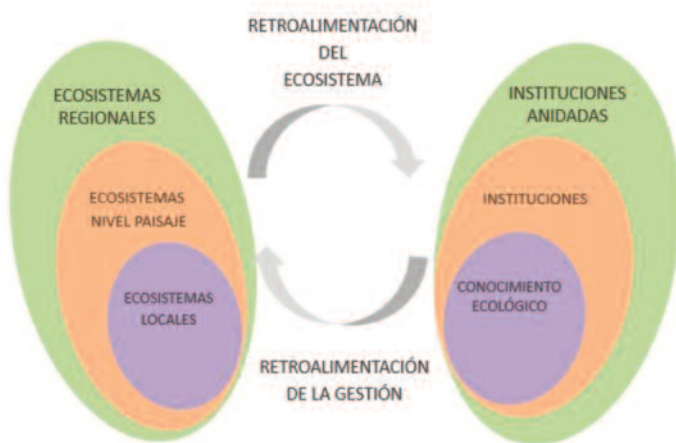 RETROALIMENTACIÓN
DEL
ECOSISTEMA
ECOSISTEMAS
REGIONALES
ECOSISTEMAS
NIVEL PAISAJE
ECOSISTEMAS
LOCALES
INSTITUCIONES
ANIDADAS
INSTITUCIONES
CONOCIMIENTO
ECOLÓGICO
RETROALIMENTACIÓN
DE LA GESTIÓN